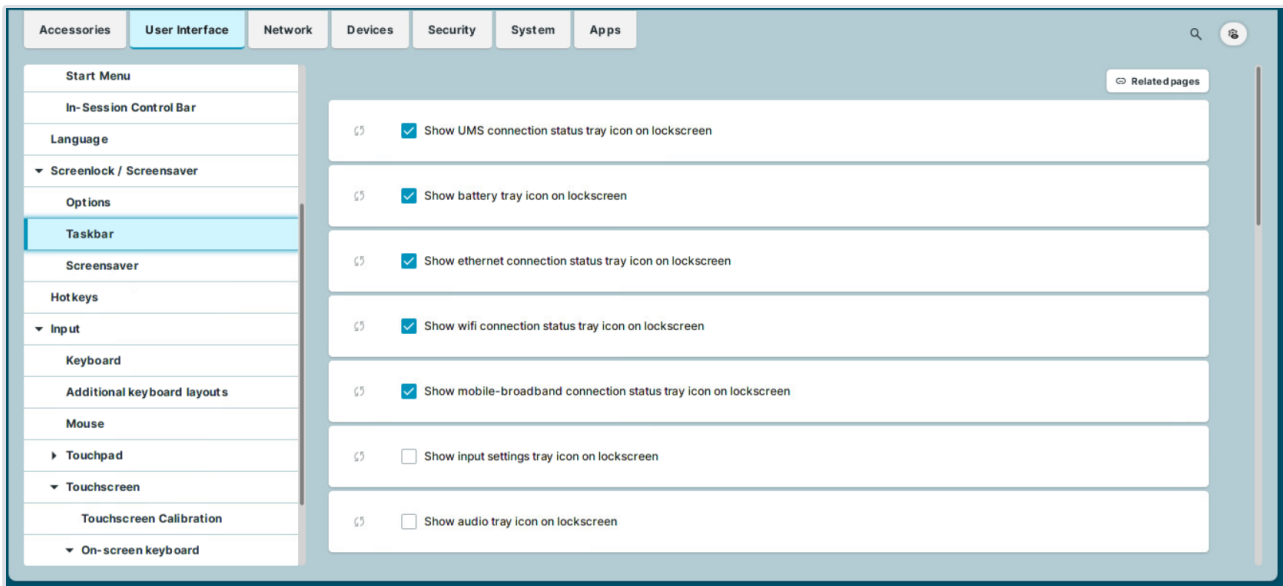 Accessories User Interface Network Devices Security System Apps
Related pages
Start Menu
In-Session Control Bar
Language
Screenlock / Screensaver
Options
Taskbar
Screensaver
Hotkeys
Input
Keyboard
Additional keyboard layouts
Mouse
Touchpad
Touchscreen
Touchscreen Calibration
On-screen keyboard
Show UMS connection status tray icon on lockscreen
Show battery tray icon on lockscreen
Show ethernet connection status tray icon on lockscreen
Show wifi connection status tray icon on lockscreen
Show mobile-broadband connection status tray icon on lockscreen
Show input settings tray icon on lockscreen
Show audio tray icon on lockscreen